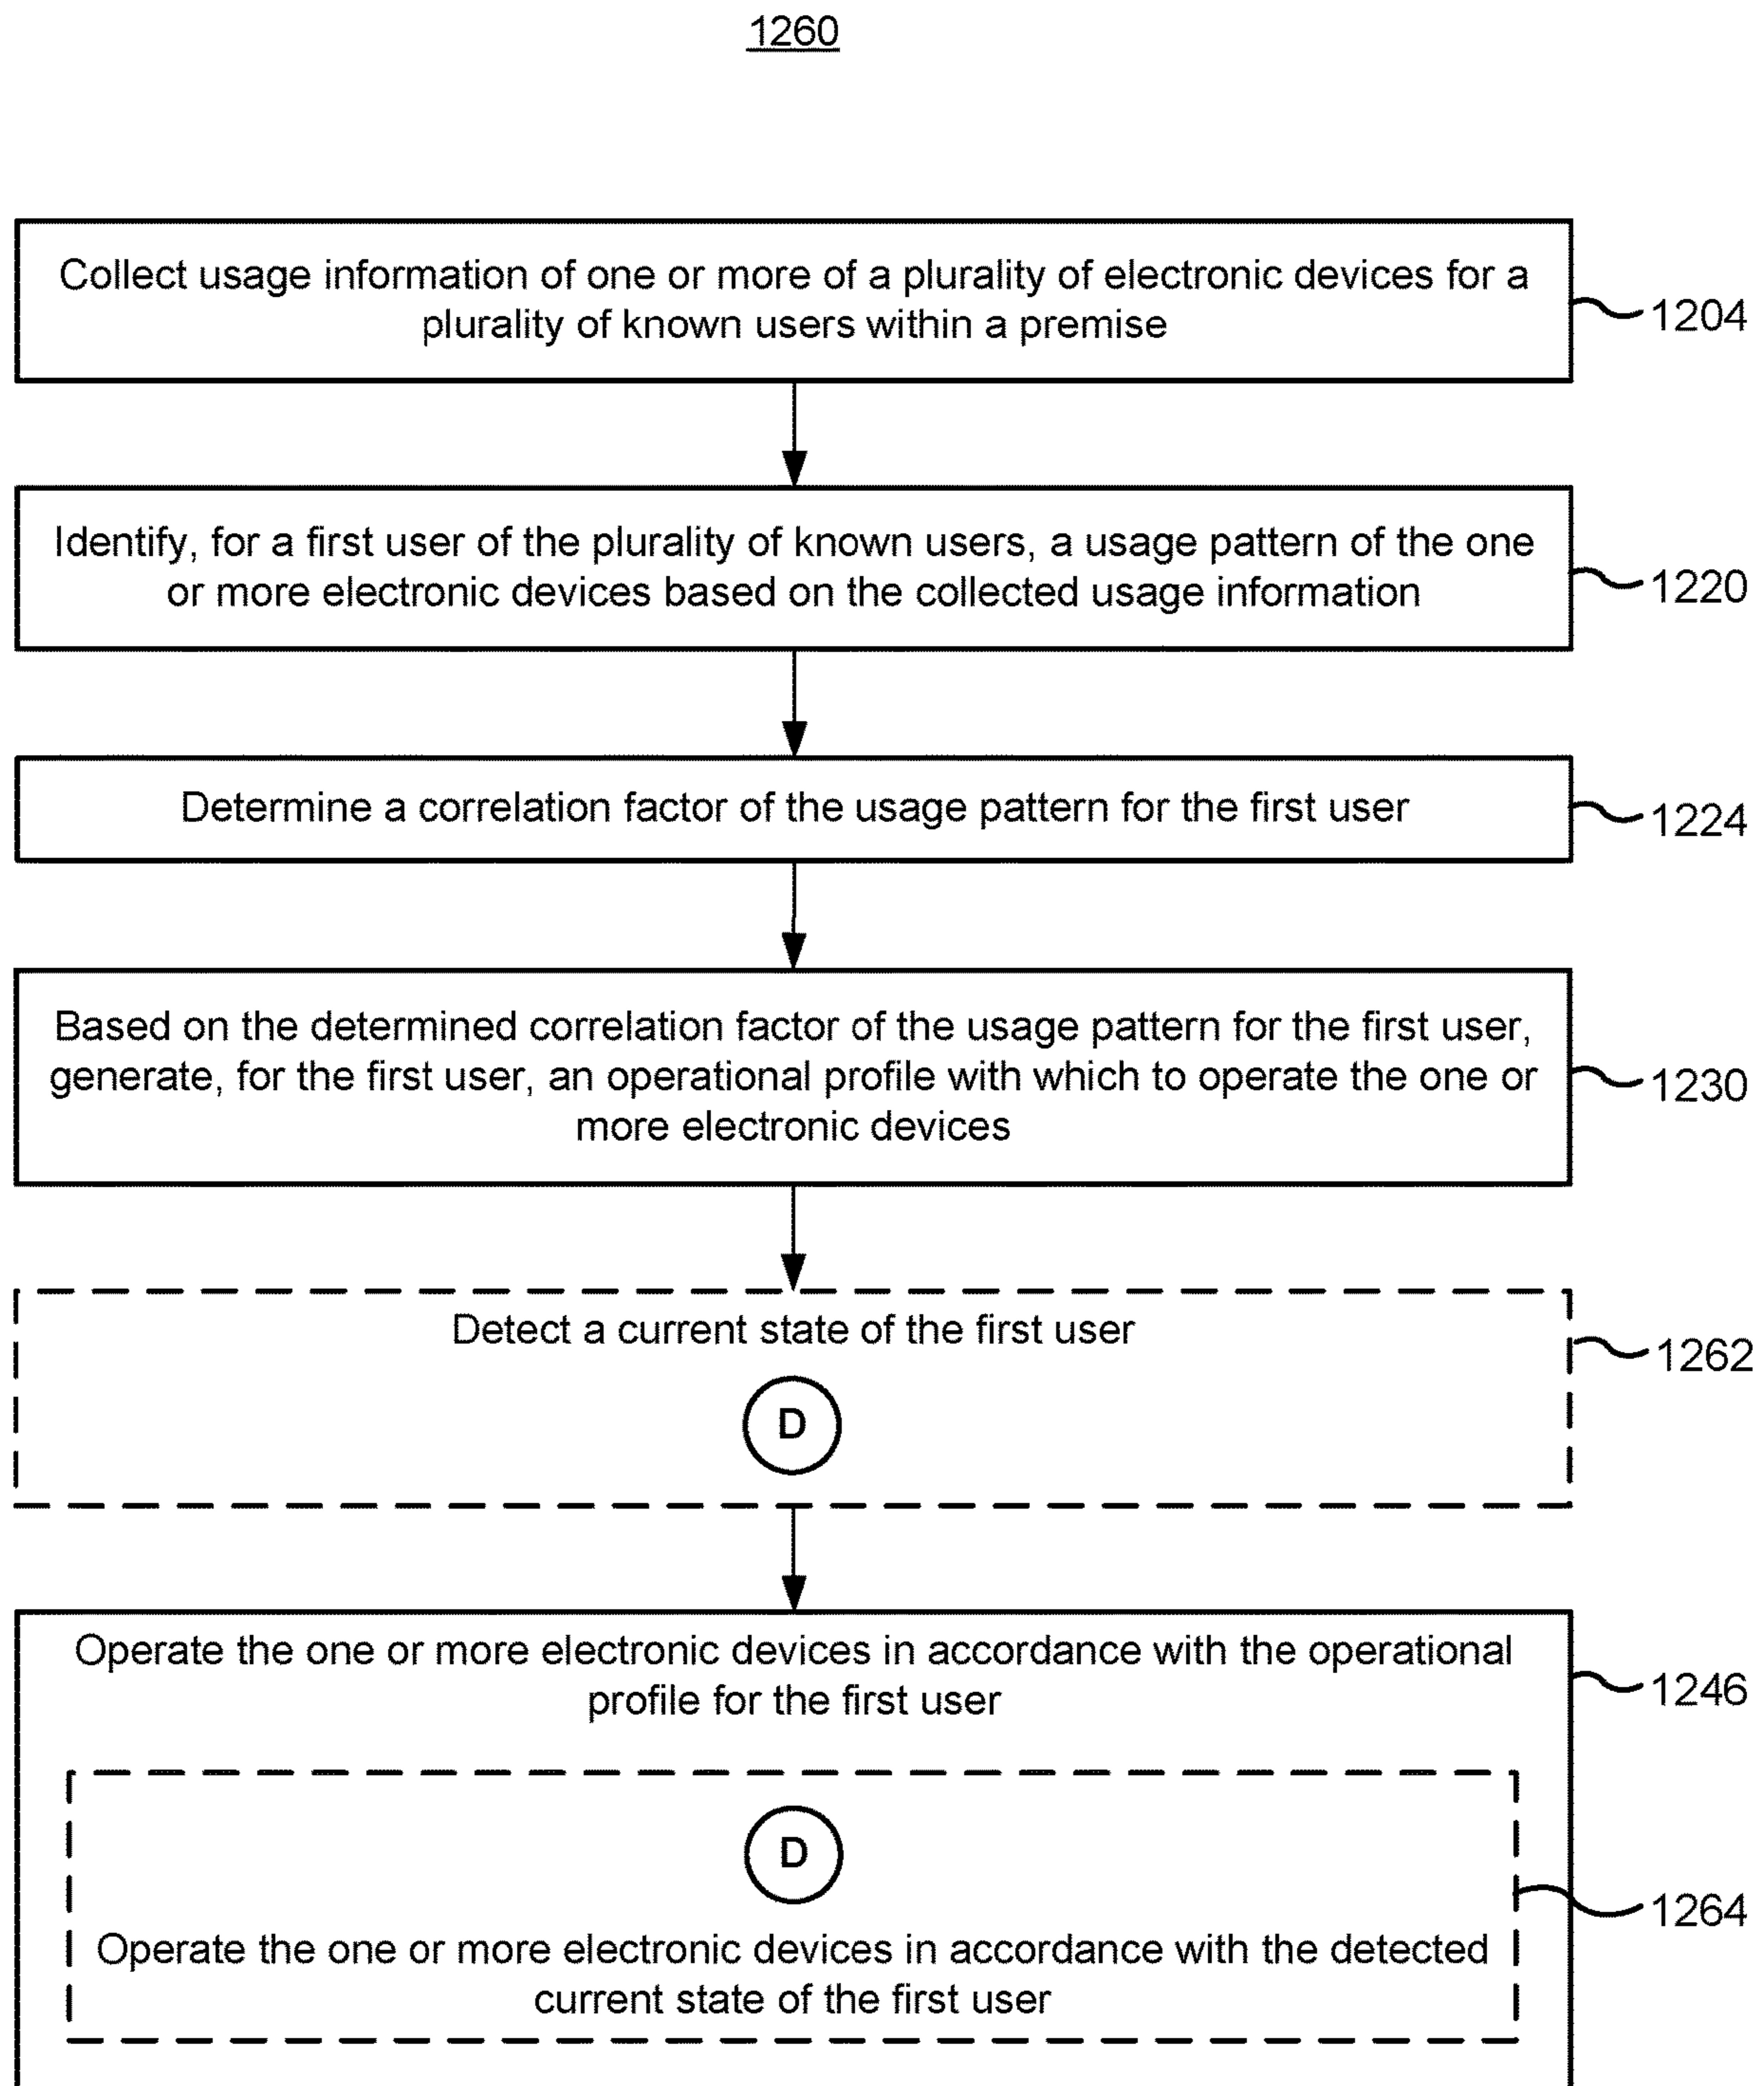 1260
Collect usage information of one or more of a plurality of electronic devices for a
plurality of known users within a premise
1204
Identify, for a first user of the plurality of known users, a usage pattern of the one
or more electronic devices based on the collected usage information
1220
Determine a correlation factor of the usage pattern for the first user
1224
Based on the determined correlation factor of the usage pattern for the first user,
generate, for the first user, an operational profile with which to operate the one or
more electronic devices
1230
Detect a current state of the first user
1262
D
Operate the one or more electronic devices in accordance with the operational
profile for the first user
1246
D
1264
Operate the one or more electronic devices in accordance with the detected
current state of the first user